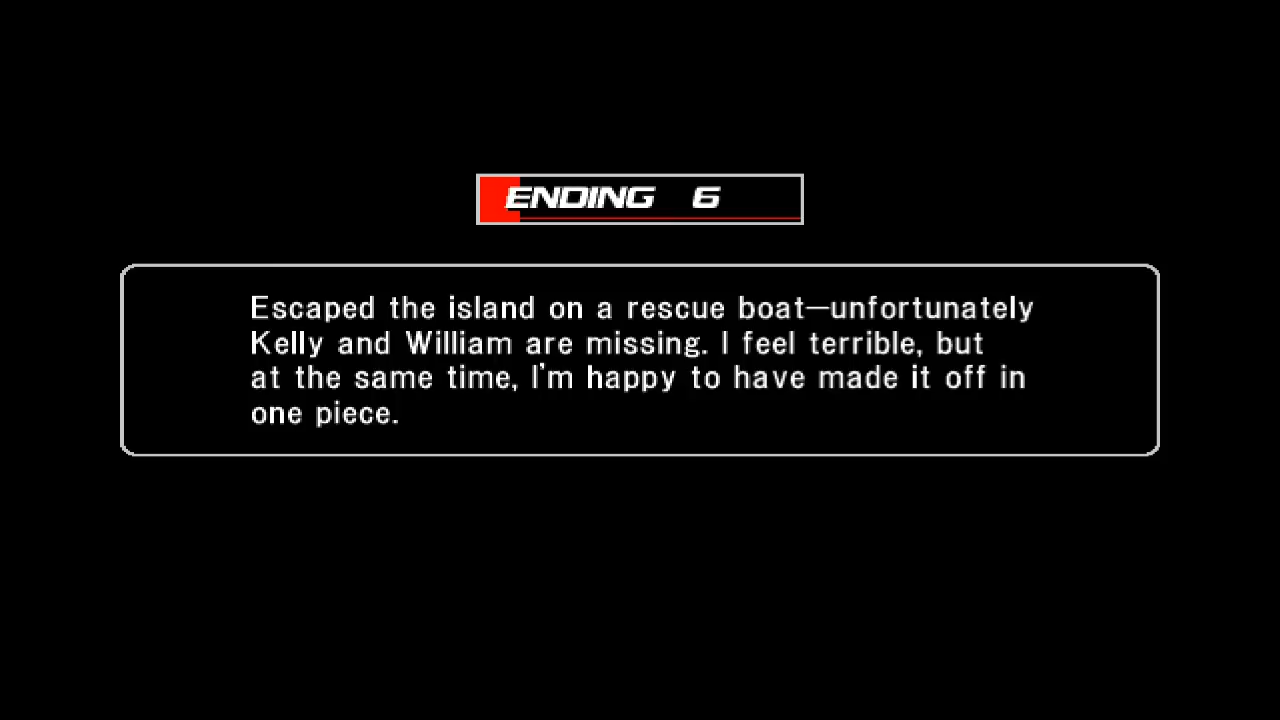 ENDING 6
Escaped the island on a rescue boat—unfortunately
Kelly and William are missing. I feel terrible, but
at the same time, I'm happy to have made it off in
one piece.